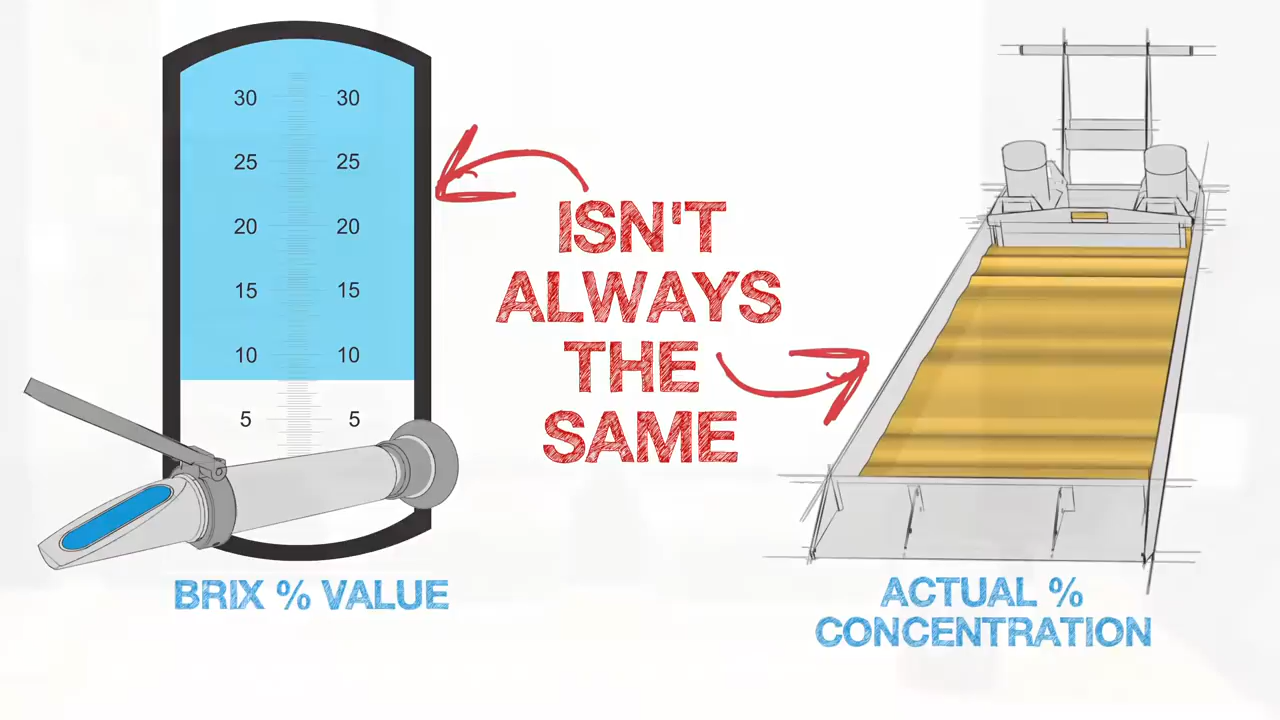 30 30
25 25
20 20
15 15
10 10
5 5
BRIX % VALUE
ISN'T
ALWAYS
THE
SAME
ACTUAL %
CONCENTRATION